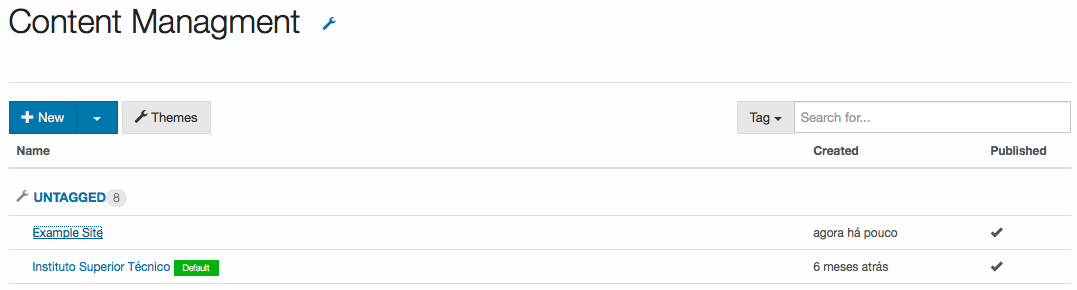 Content Managment
New Themes Tag Search for...
Name Created Published
UNTAGGED 8
Example Site agora há pouco
Instituto Superior Técnico Default 6 meses atrás